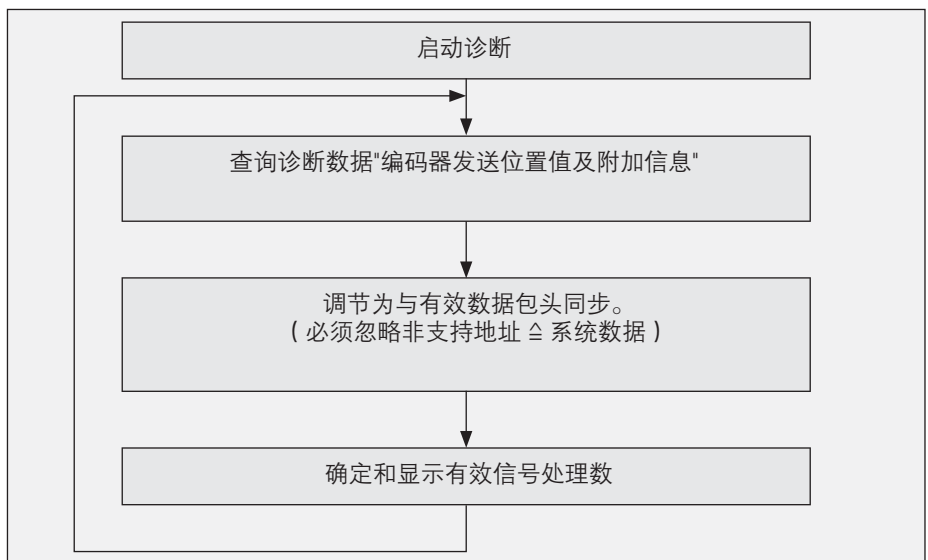 启动诊断
查询诊断数据"编码器发送位置值及附加信息"
调节为与有效数据包头同步。
(必须忽略非支持地址 ≙ 系统数据)
确定和显示有效信号处理数